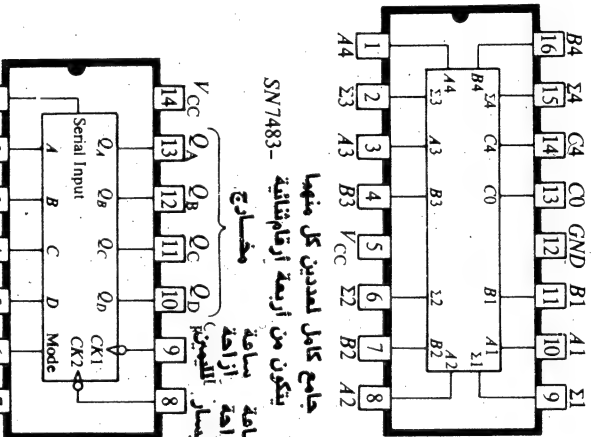 B4 Σ4 C4 C0 GND B1 A1 Σ1
16 15 14 13 12 11 10 9
B4 Σ4 C4 C0 B1 A1 Σ1
A4 Σ3 A3 B3 Σ2 B2 A2
1 2 3 4 5 6 7 8
A4 Σ3 A3 B3 VCC Σ2 B2 A2
SN7483-
جامع كامل لعددين كل منهما
يتكون من أربعة أرقام ثنائية
مخارج
ساعة
ازاحة
لليمين
VCC QA QB QC QD
14 13 12 11 10 9 8
QA QB QC QD CK1 CK2
Serial Input A B C D Mode